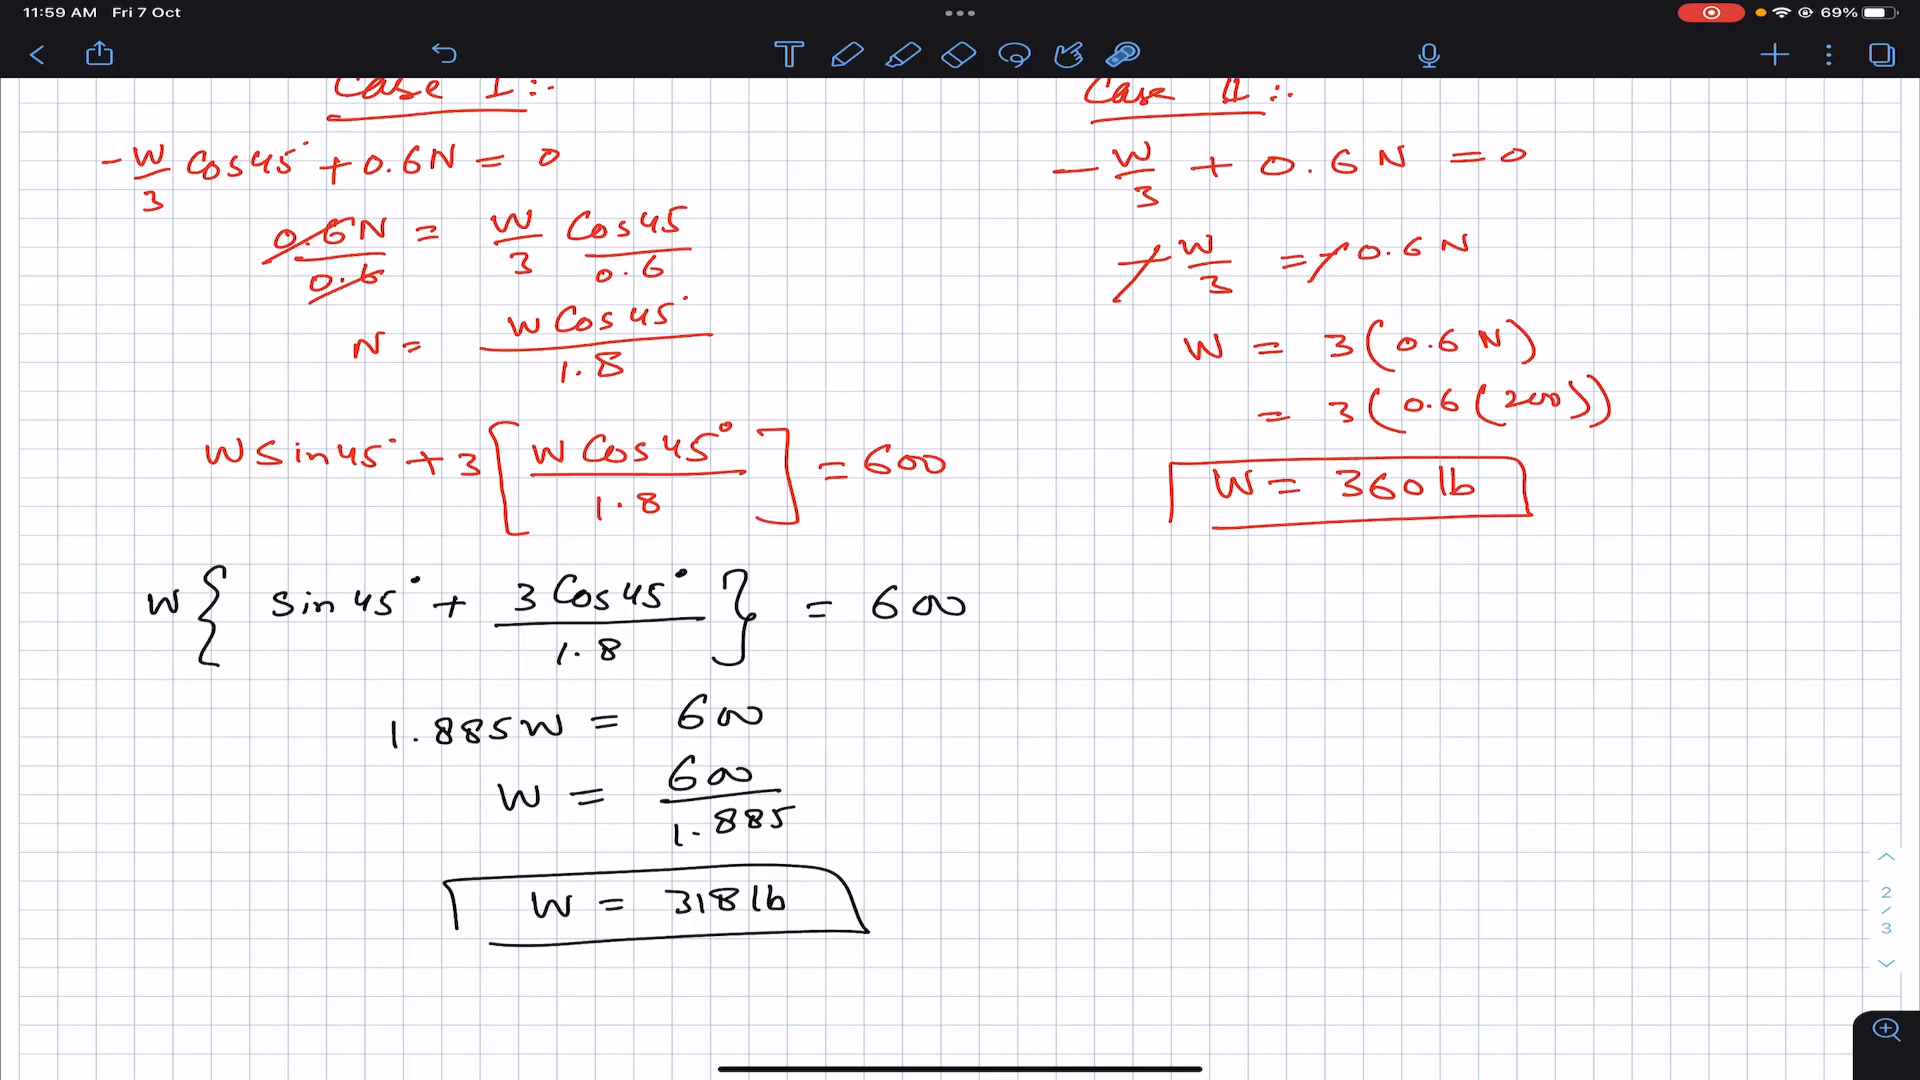 11:59 AM Fri 7 Oct
69%
Case I :-
-W/3 Cos45° + 0.6N = 0
0.6N/0.6 = W/3 Cos45/0.6
N = W Cos45°/1.8
W Sin45° + 3 [W Cos45°/1.8] = 600
W { Sin45° + 3 Cos45°/1.8 } = 600
1.885W = 600
W = 600/1.885
W = 318 lb
Case II :-
-W/3 + 0.6N = 0
-W/3 = -0.6N
W = 3(0.6N)
= 3(0.6(200))
W = 360 lb
2
/
3